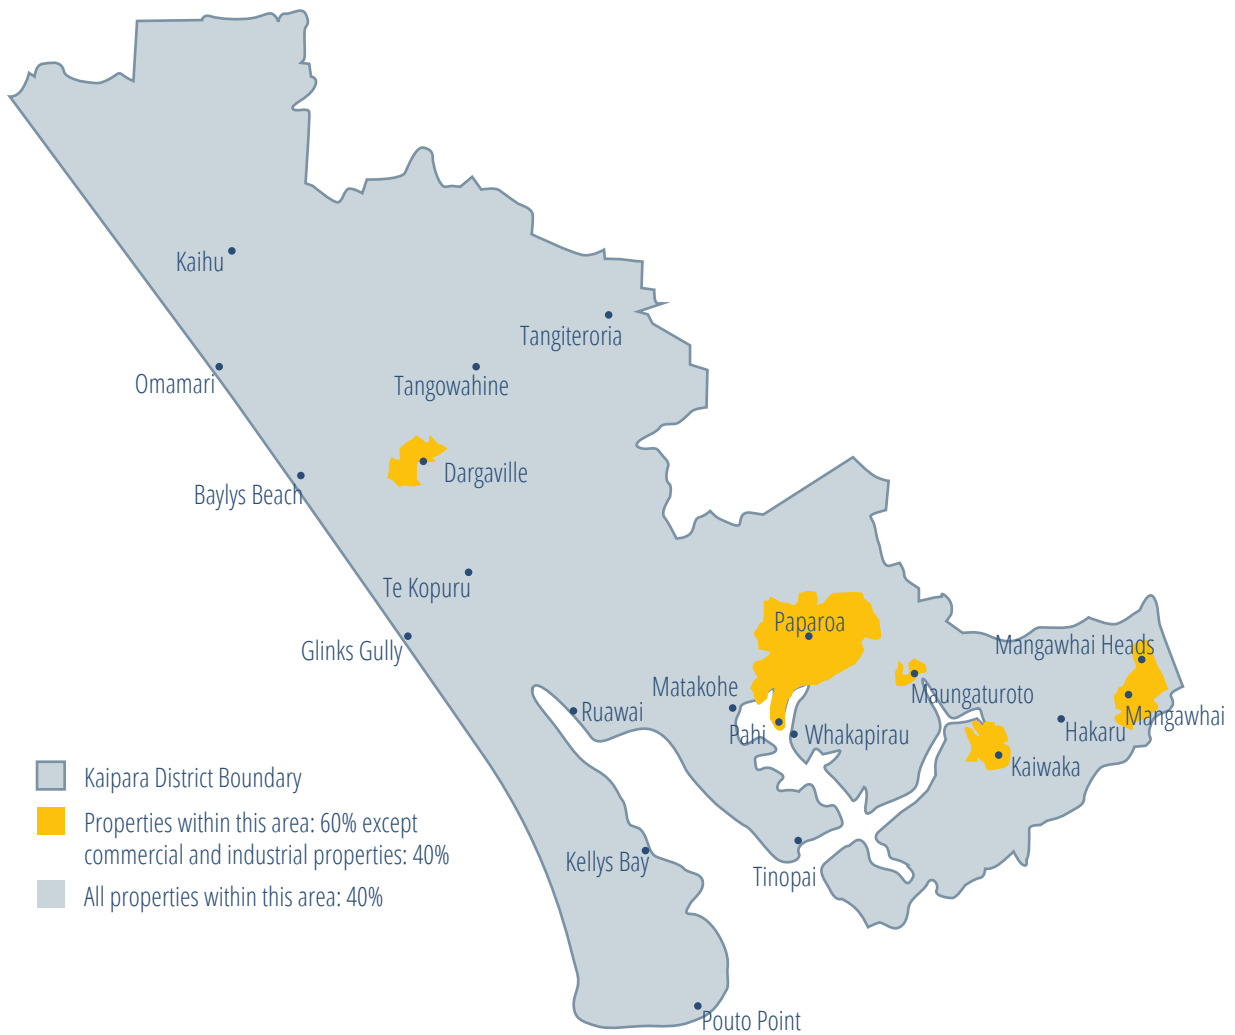 Kaihu
Tangiteroria
Omamari
Tangowahine
Dargaville
Baylys Beach
Te Kopuru
Glinks Gully
Paparoa
Mangawhai Heads
Matakohe
Maungaturoto
Ruawai
Mangawhai
Pahi
Whakapirau
Hakaru
Kaiwaka
Kaipara District Boundary
Properties within this area: 60% except
commercial and industrial properties: 40%
All properties within this area: 40%
Kellys Bay
Tinopai
Pouto Point